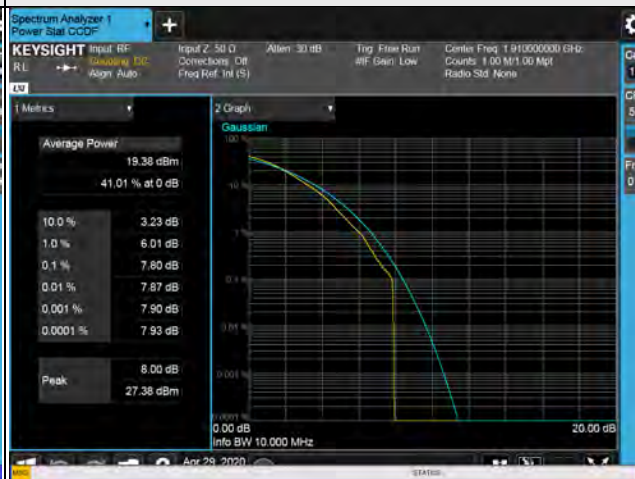 Spectrum Analyzer 1
Power Stat CCDF
+
KEYSIGHT
RL
LXI
Input: RF
Coupling: DC
Align: Auto
Input Z: 50 Ω
Corrections: Off
Freq Ref: Int (S)
Atten: 30 dB
Trig: Free Run
#IF Gain: Low
Center Freq: 1.910000000 GHz
Counts: 1.00 M/1.00 Mpt
Radio Std: None
1 Metrics
Average Power
19.38 dBm
41.01 % at 0 dB
10.0 % 3.23 dB
1.0 % 6.01 dB
0.1 % 7.80 dB
0.01 % 7.87 dB
0.001 % 7.90 dB
0.0001 % 7.93 dB
Peak
8.00 dB
27.38 dBm
2 Graph
Gaussian
100 %
10 %
1 %
0.1 %
0.01 %
0.001 %
0.0001 %
0.00 dB
20.00 dB
Info BW 10.000 MHz
Apr 29, 2020
MSG
STATUS